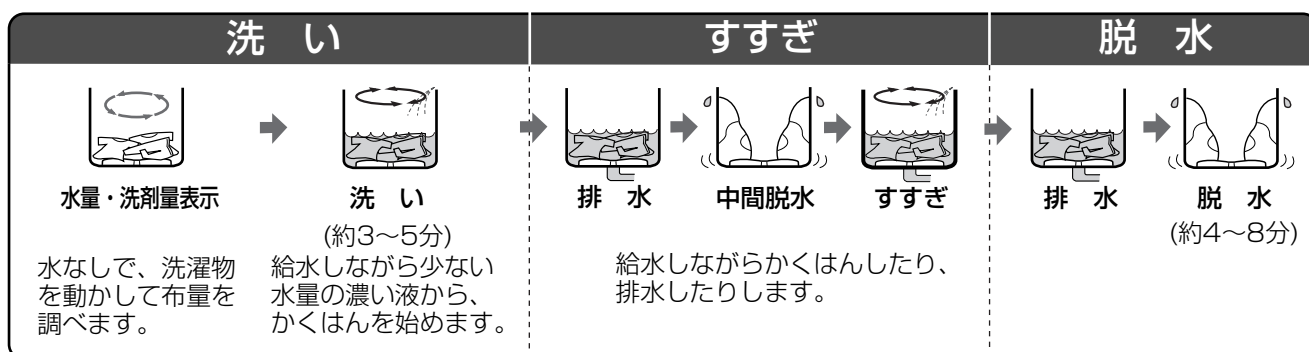 洗 い
すすぎ
脱 水
水量・洗剤量表示
水なしで、洗濯物
を動かして布量を
調べます。
洗 い
(約3〜5分)
給水しながら少ない
水量の濃い液から、
かくはんを始めます。
排 水
中間脱水
すすぎ
給水しながらかくはんしたり、
排水したりします。
排 水
脱 水
(約4〜8分)